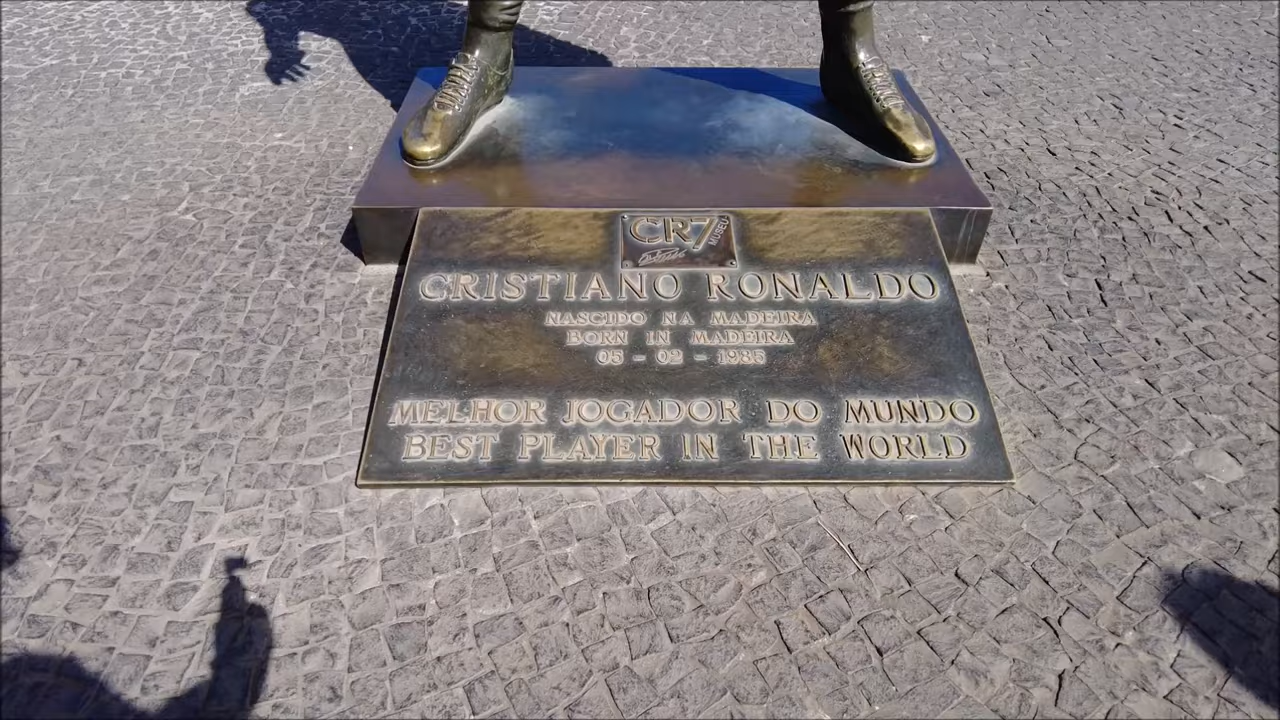 CR7
MUSEU
CRISTIANO RONALDO
NASCIDO NA MADEIRA
BORN IN MADEIRA
05 - 02 - 1985
MELHOR JOGADOR DO MUNDO
BEST PLAYER IN THE WORLD